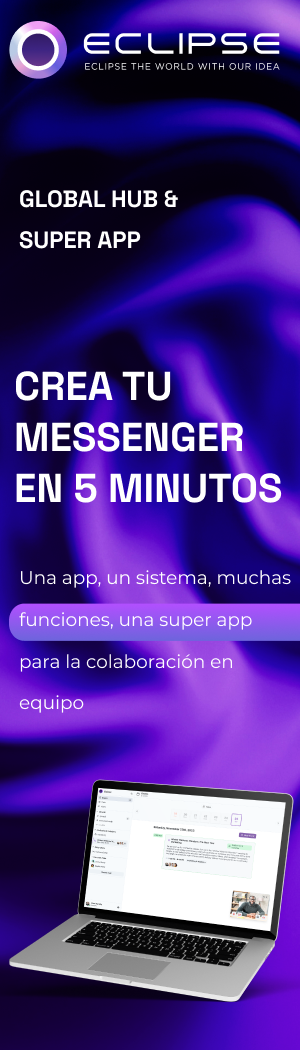 ECLIPSE
ECLIPSE THE WORLD WITH OUR IDEA
GLOBAL HUB &
SUPER APP
CREA TU
MESSENGER
EN 5 MINUTOS
Una app, un sistema, muchas
funciones, una super app
para la colaboración en
equipo